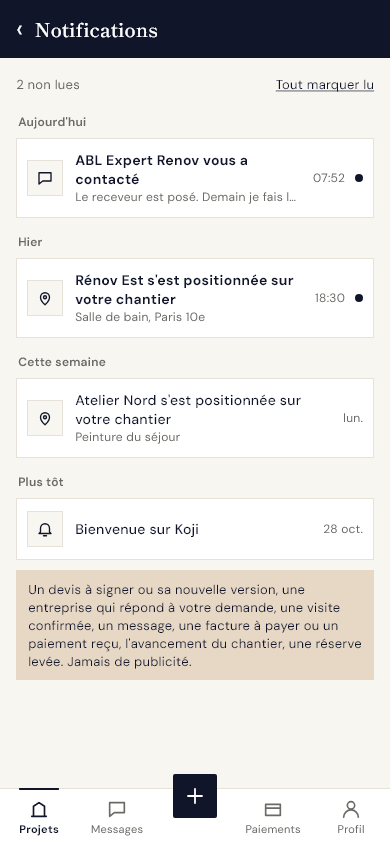 Notifications
2 non lues
Tout marquer lu
Aujourd'hui
ABL Expert Renov vous a
contacté
07:52
Le receveur est posé. Demain je fais l...
Hier
Rénov Est s'est positionnée sur
votre chantier
18:30
Salle de bain, Paris 10e
Cette semaine
Atelier Nord s'est positionnée sur
votre chantier
lun.
Peinture du séjour
Plus tôt
Bienvenue sur Koji
28 oct.
Un devis à signer ou sa nouvelle version, une
entreprise qui répond à votre demande, une visite
confirmée, un message, une facture à payer ou un
paiement reçu, l'avancement du chantier, une réserve
levée. Jamais de publicité.
Projets
Messages
Paiements
Profil